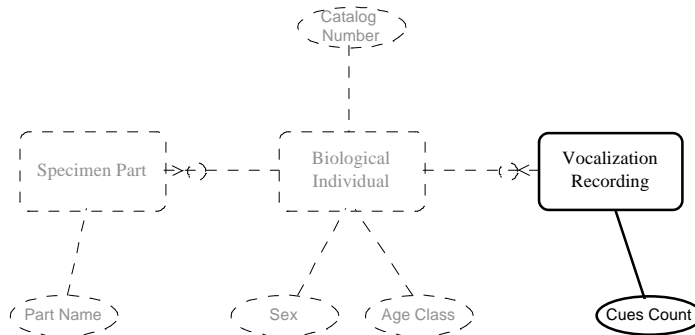 Catalog
Number
Specimen Part
Biological
Individual
Vocalization
Recording
Part Name
Sex
Age Class
Cues Count